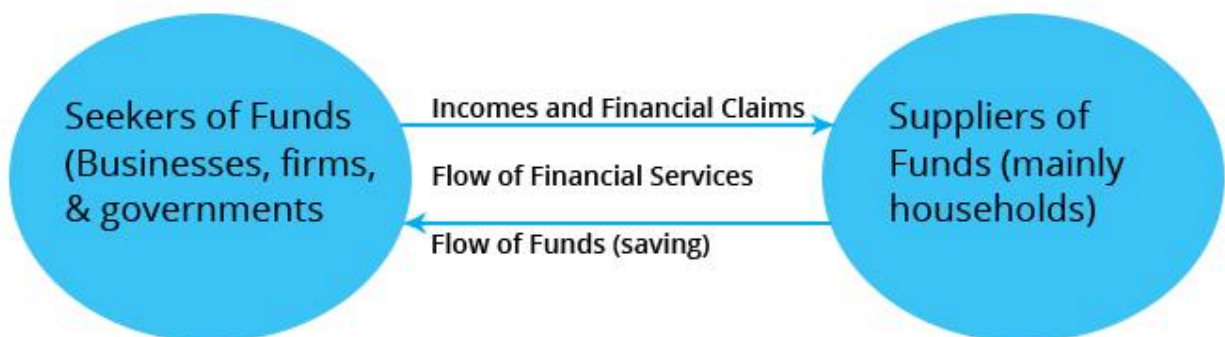 Seekers of Funds
(Businesses, firms,
& governments
Incomes and Financial Claims
Flow of Financial Services
Flow of Funds (saving)
Suppliers of
Funds (mainly
households)